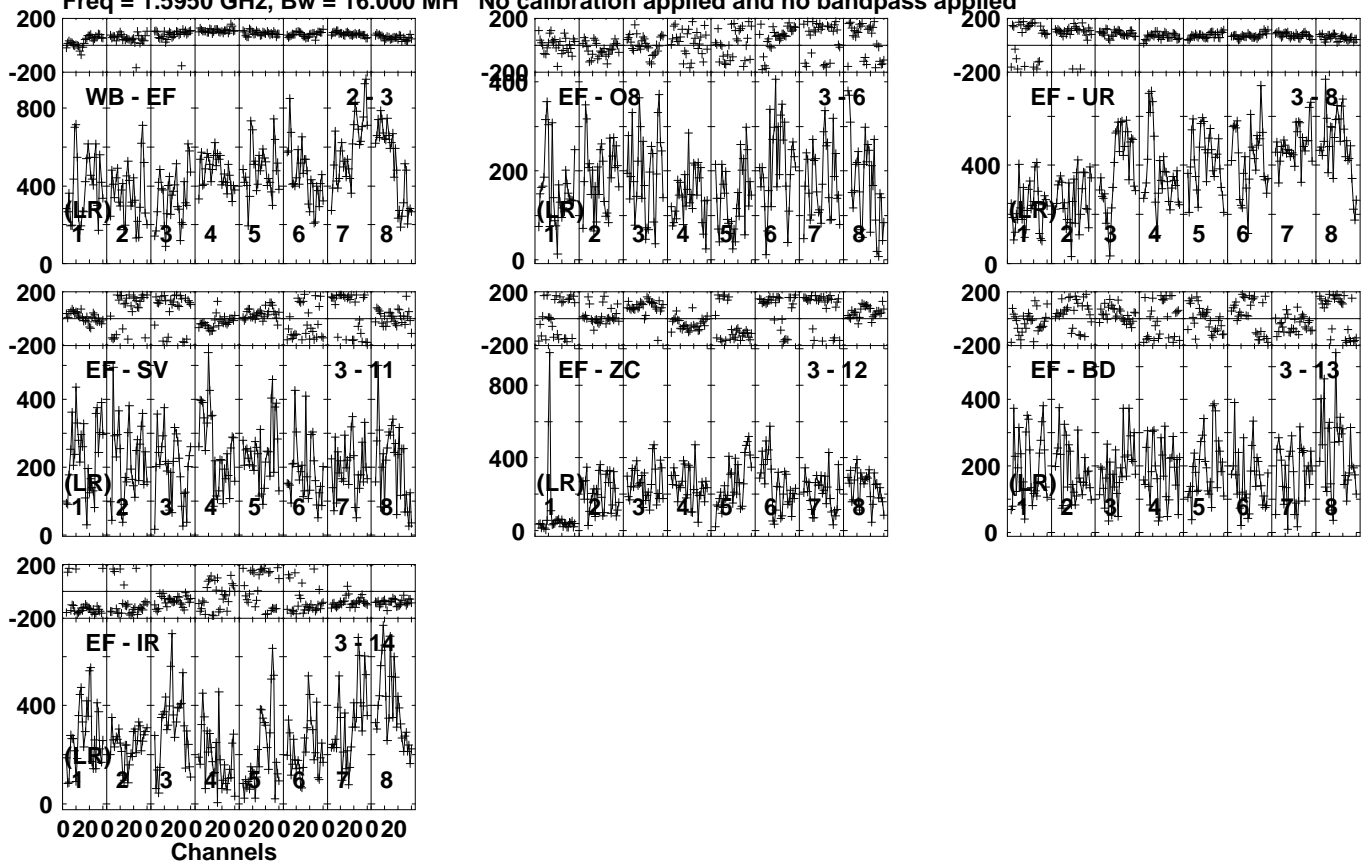 Freq = 1.5950 GHz, Bw = 16.000 MH No calibration applied and no bandpass applied
200
-200
WB - EF 2 - 3
800
400
(LR)
1 2 3 4 5 6 7 8
0
200
-200
400
EF - O8 3 - 6
200
(LR)
1 2 3 4 5 6 7 8
0
200
-200
EF - UR 3 - 8
400
(LR)
1 2 3 4 5 6 7 8
0
200
-200
EF - SV 3 - 11
400
200
(LR)
1 2 3 4 5 6 7 8
0
200
-200
EF - ZC 3 - 12
800
400
(LR)
1 2 3 4 5 6 7 8
0
200
-200
EF - BD 3 - 13
400
200
(LR)
1 2 3 4 5 6 7 8
0
200
-200
EF - IR 3 - 14
400
(LR)
1 2 3 4 5 6 7 8
0
0 20 0 20 0 20 0 20 0 20 0 20 0 20 0 20
Channels